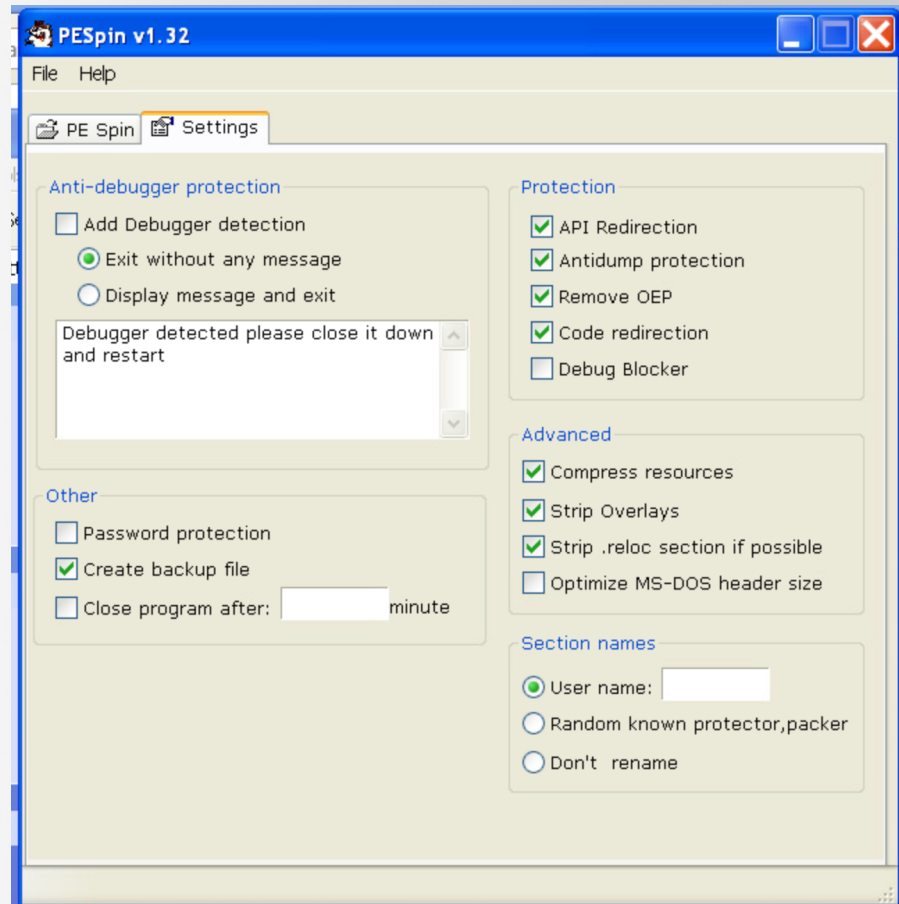 PESpin v1.32
File Help
PE Spin Settings
Anti-debugger protection
Add Debugger detection
Exit without any message
Display message and exit
Debugger detected please close it down
and restart
Other
Password protection
Create backup file
Close program after: minute
Protection
API Redirection
Antidump protection
Remove OEP
Code redirection
Debug Blocker
Advanced
Compress resources
Strip Overlays
Strip .reloc section if possible
Optimize MS-DOS header size
Section names
User name:
Random known protector,packer
Don't rename